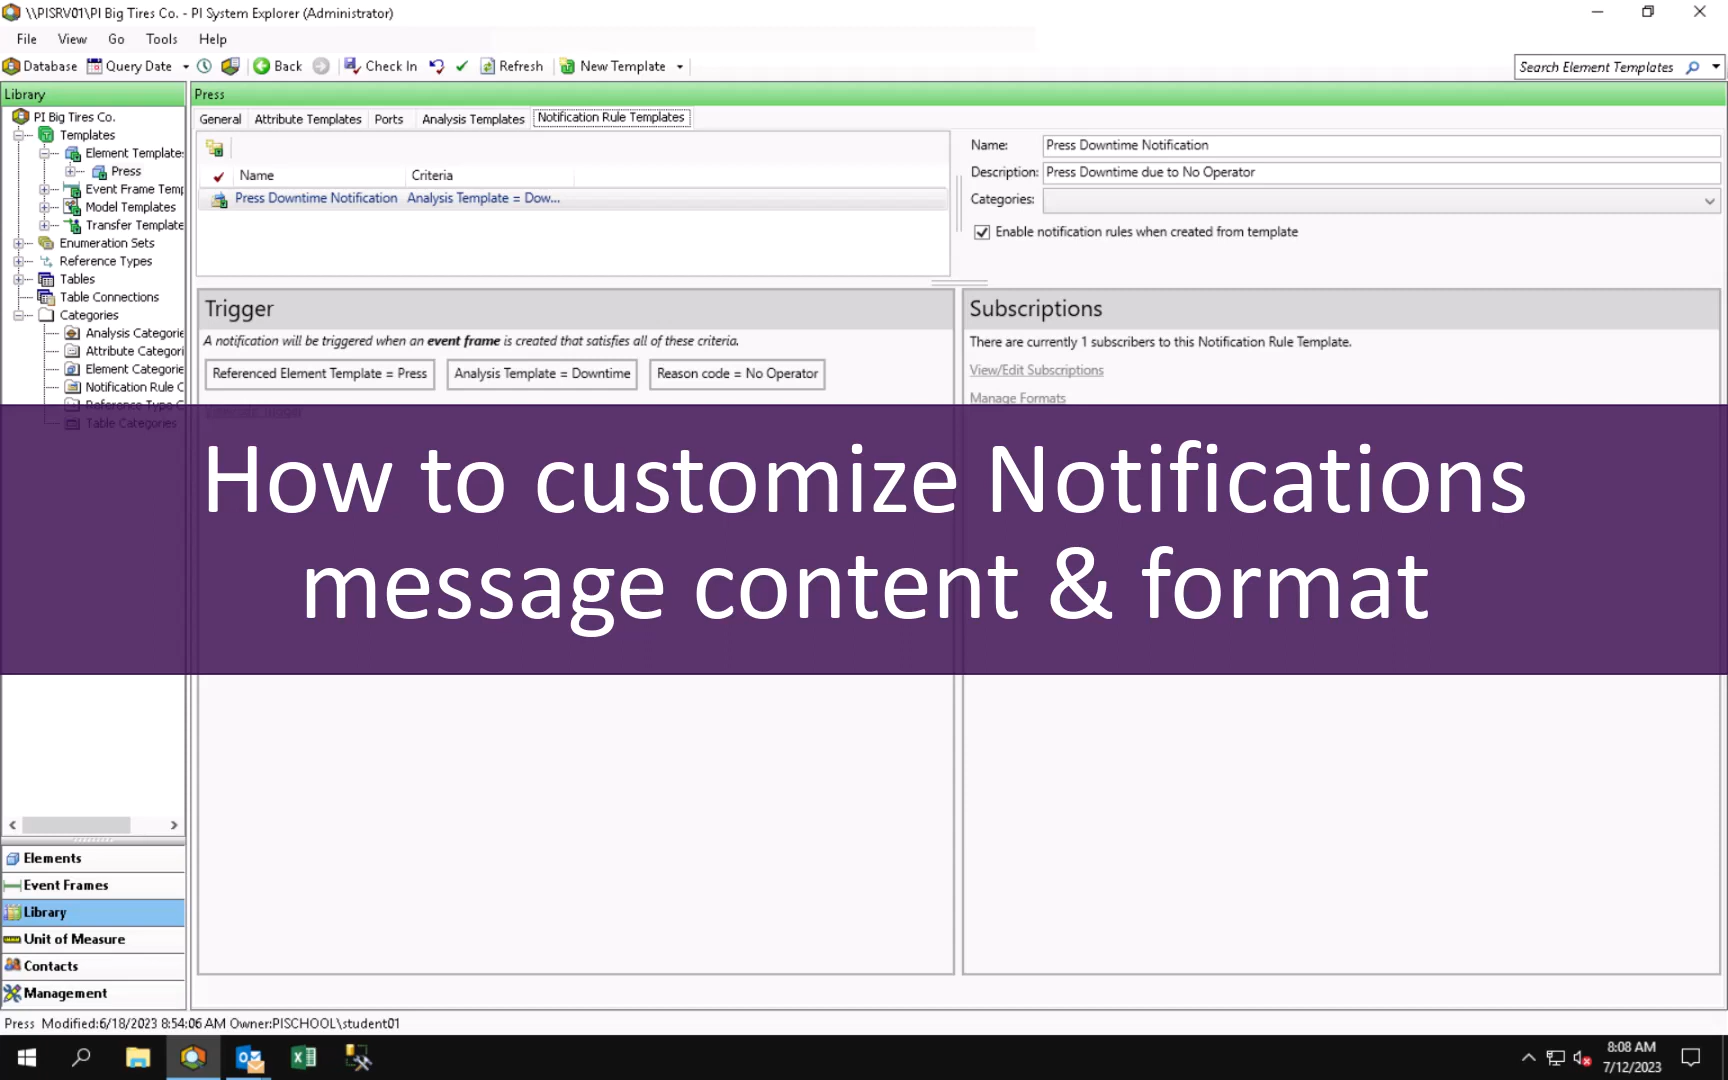 \\PISRV01\PI Big Tires Co. - PI System Explorer (Administrator)
File View Go Tools Help
Database Query Date Back Check In Refresh New Template
Search Element Templates
Library
PI Big Tires Co.
Templates
Element Template:
Press
Event Frame Temp
Model Templates
Transfer Template
Enumeration Sets
Reference Types
Tables
Table Connections
Categories
Analysis Categorie
Attribute Categori
Element Categorie
Notification Rule C
Reference Type C
Table Categories
Elements
Event Frames
Library
Unit of Measure
Contacts
Management
Press
General Attribute Templates Ports Analysis Templates Notification Rule Templates
Name Criteria
Press Downtime Notification Analysis Template = Dow...
Name: Press Downtime Notification
Description: Press Downtime due to No Operator
Categories:
Enable notification rules when created from template
Trigger
A notification will be triggered when an event frame is created that satisfies all of these criteria.
Referenced Element Template = Press Analysis Template = Downtime Reason code = No Operator
Subscriptions
There are currently 1 subscribers to this Notification Rule Template.
View/Edit Subscriptions
Manage Formats
How to customize Notifications
message content & format
Press Modified:6/18/2023 8:54:06 AM Owner:PISCHOOL\student01
8:08 AM
7/12/2023